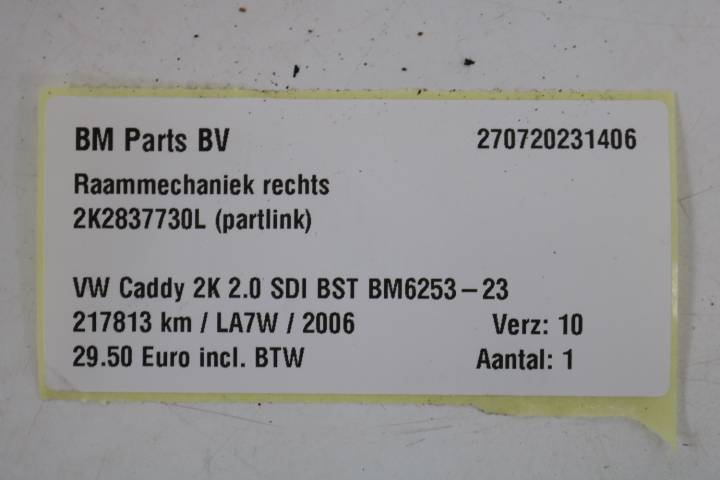 BM Parts BV 270720231406
Raammechaniek rechts
2K2837730L (partlink)
VW Caddy 2K 2.0 SDI BST BM6253-23
217813 km / LA7W / 2006 Verz: 10
29.50 Euro incl. BTW Aantal: 1